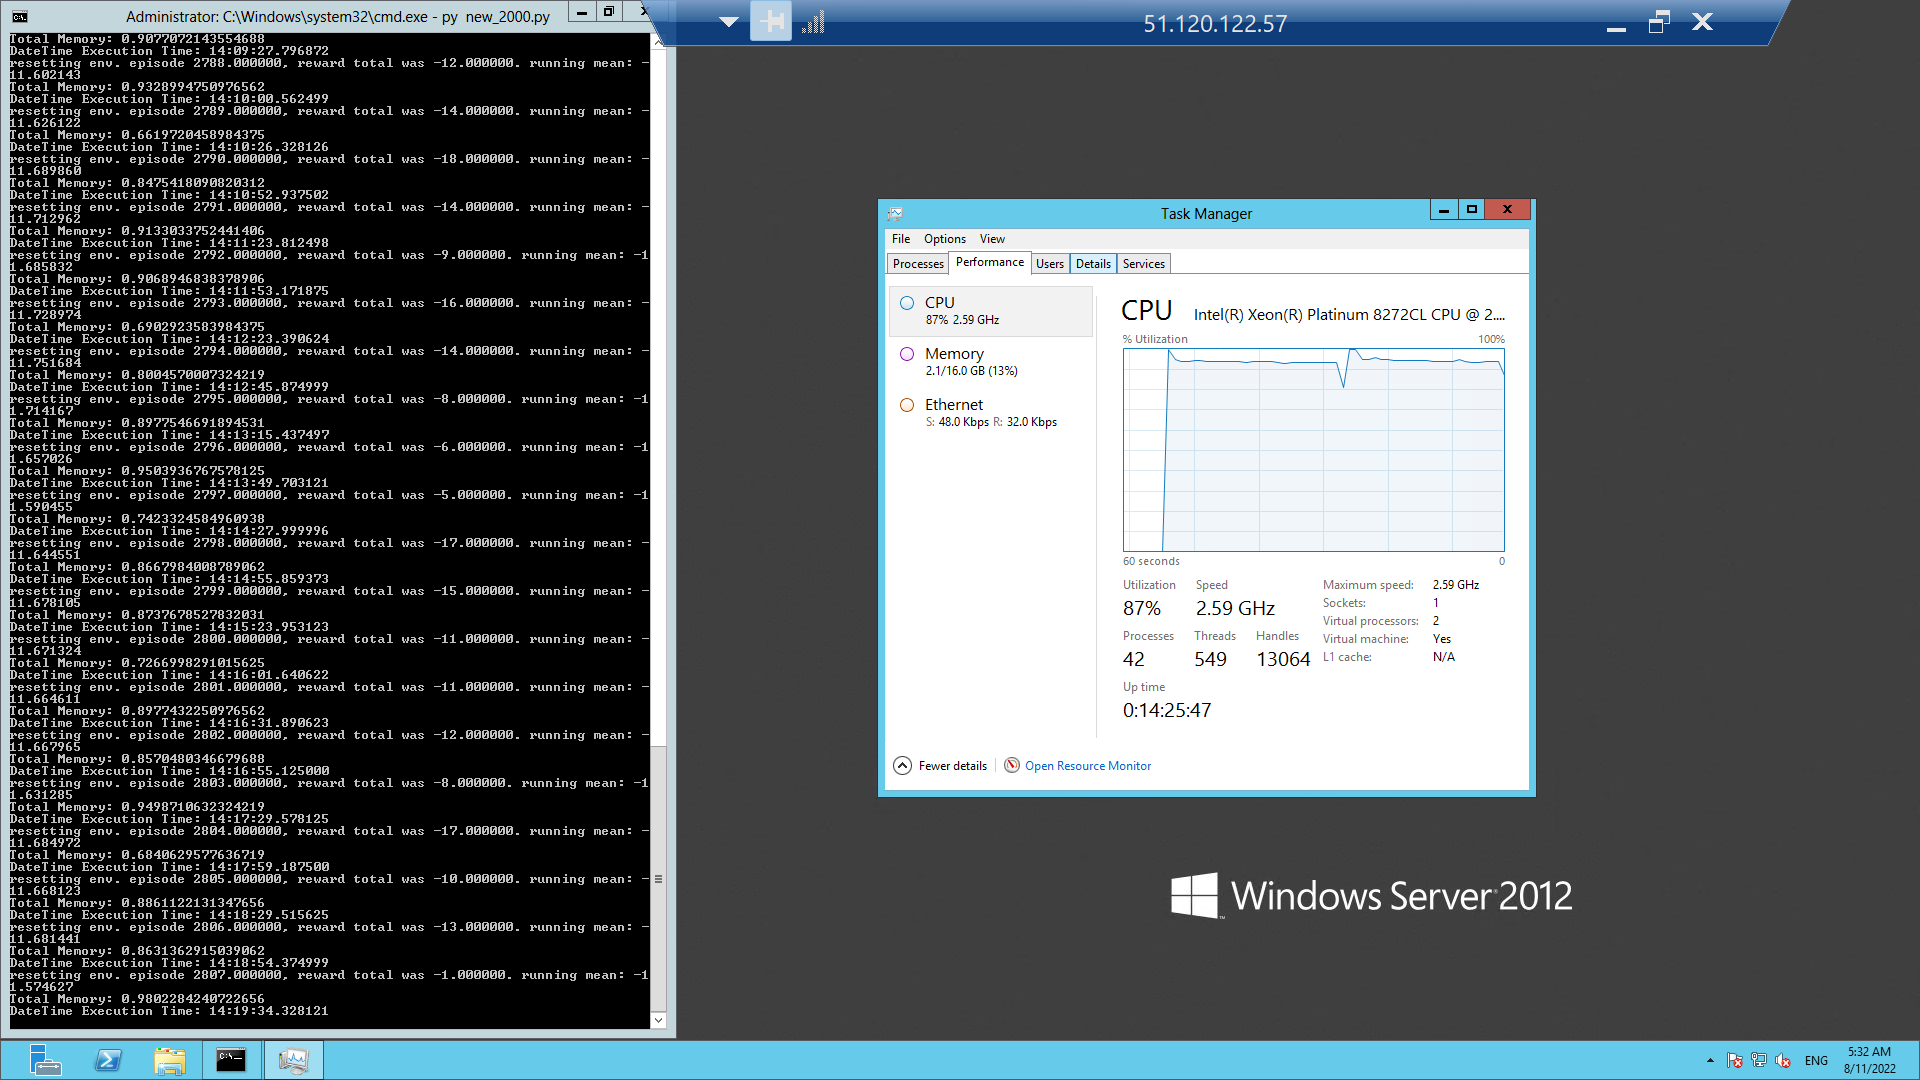 Administrator: C:\Windows\system32\cmd.exe - py  new_2000.py
Total Memory: 0.9077072143554688
DateTime Execution Time: 14:09:27.796872
resetting env. episode 2788.000000, reward total was -12.000000. running mean: -
11.602143
Total Memory: 0.9328994750976562
DateTime Execution Time: 14:10:00.562499
resetting env. episode 2789.000000, reward total was -14.000000. running mean: -
11.626122
Total Memory: 0.6619720458984375
DateTime Execution Time: 14:10:26.328126
resetting env. episode 2790.000000, reward total was -18.000000. running mean: -
11.689860
Total Memory: 0.8475418090820312
DateTime Execution Time: 14:10:52.937502
resetting env. episode 2791.000000, reward total was -14.000000. running mean: -
11.712962
Total Memory: 0.9133033752441406
DateTime Execution Time: 14:11:23.812498
resetting env. episode 2792.000000, reward total was -9.000000. running mean: -1
1.685832
Total Memory: 0.9068946838378906
DateTime Execution Time: 14:11:53.171875
resetting env. episode 2793.000000, reward total was -16.000000. running mean: -
11.728974
Total Memory: 0.6902923583984375
DateTime Execution Time: 14:12:23.390624
resetting env. episode 2794.000000, reward total was -14.000000. running mean: -
11.751684
Total Memory: 0.8004570007324219
DateTime Execution Time: 14:12:45.874999
resetting env. episode 2795.000000, reward total was -8.000000. running mean: -1
1.714167
Total Memory: 0.8977546691894531
DateTime Execution Time: 14:13:15.437497
resetting env. episode 2796.000000, reward total was -6.000000. running mean: -1
1.657026
Total Memory: 0.9503936767578125
DateTime Execution Time: 14:13:49.703121
resetting env. episode 2797.000000, reward total was -5.000000. running mean: -1
1.590455
Total Memory: 0.7423324584960938
DateTime Execution Time: 14:14:27.999996
resetting env. episode 2798.000000, reward total was -17.000000. running mean: -
11.644551
Total Memory: 0.8667984008789062
DateTime Execution Time: 14:14:55.859373
resetting env. episode 2799.000000, reward total was -15.000000. running mean: -
11.678105
Total Memory: 0.8737678527832031
DateTime Execution Time: 14:15:23.953123
resetting env. episode 2800.000000, reward total was -11.000000. running mean: -
11.671324
Total Memory: 0.7266998291015625
DateTime Execution Time: 14:16:01.640622
resetting env. episode 2801.000000, reward total was -11.000000. running mean: -
11.664611
Total Memory: 0.8977432250976562
DateTime Execution Time: 14:16:31.890623
resetting env. episode 2802.000000, reward total was -12.000000. running mean: -
11.667965
Total Memory: 0.8570480346679688
DateTime Execution Time: 14:16:55.125000
resetting env. episode 2803.000000, reward total was -8.000000. running mean: -1
1.631285
Total Memory: 0.9498710632324219
DateTime Execution Time: 14:17:29.578125
resetting env. episode 2804.000000, reward total was -17.000000. running mean: -
11.684972
Total Memory: 0.6840629577636719
DateTime Execution Time: 14:17:59.187500
resetting env. episode 2805.000000, reward total was -10.000000. running mean: -
11.668123
Total Memory: 0.8861122131347656
DateTime Execution Time: 14:18:29.515625
resetting env. episode 2806.000000, reward total was -13.000000. running mean: -
11.681441
Total Memory: 0.8631362915039062
DateTime Execution Time: 14:18:54.374999
resetting env. episode 2807.000000, reward total was -1.000000. running mean: -1
1.574627
Total Memory: 0.9802284240722656
DateTime Execution Time: 14:19:34.328121
51.120.122.57
Task Manager
File Options View
Processes Performance Users Details Services
CPU
87% 2.59 GHz
Memory
2.1/16.0 GB (13%)
Ethernet
S: 48.0 Kbps R: 32.0 Kbps
CPU Intel(R) Xeon(R) Platinum 8272CL CPU @ 2....
% Utilization 100%
60 seconds 0
Utilization Speed
87% 2.59 GHz
Processes Threads Handles
42 549 13064
Up time
0:14:25:47
Maximum speed: 2.59 GHz
Sockets: 1
Virtual processors: 2
Virtual machine: Yes
L1 cache: N/A
Fewer details Open Resource Monitor
Windows Server 2012
ENG
5:32 AM
8/11/2022